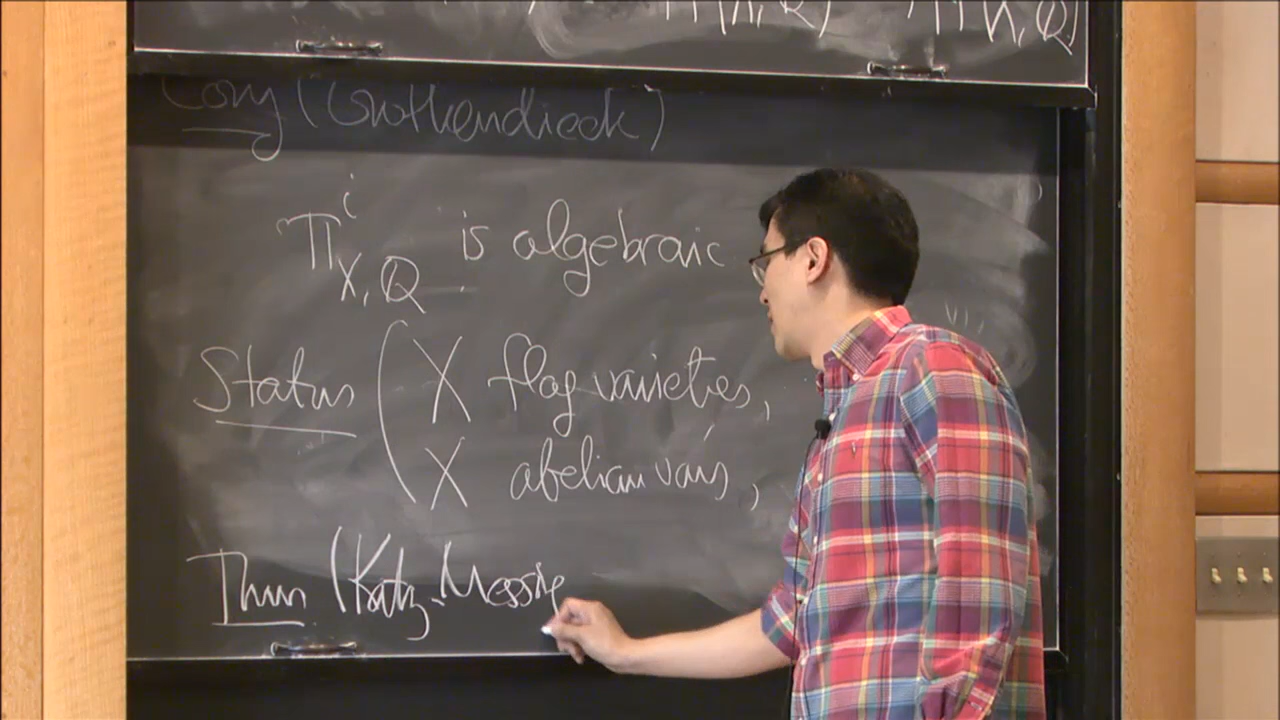 H (X, Q)
Conj (Grothendieck)
π^i_{X,Q} is algebraic
Status ( X flag varieties,
X abelian vars,
Thm (Katz-Messing